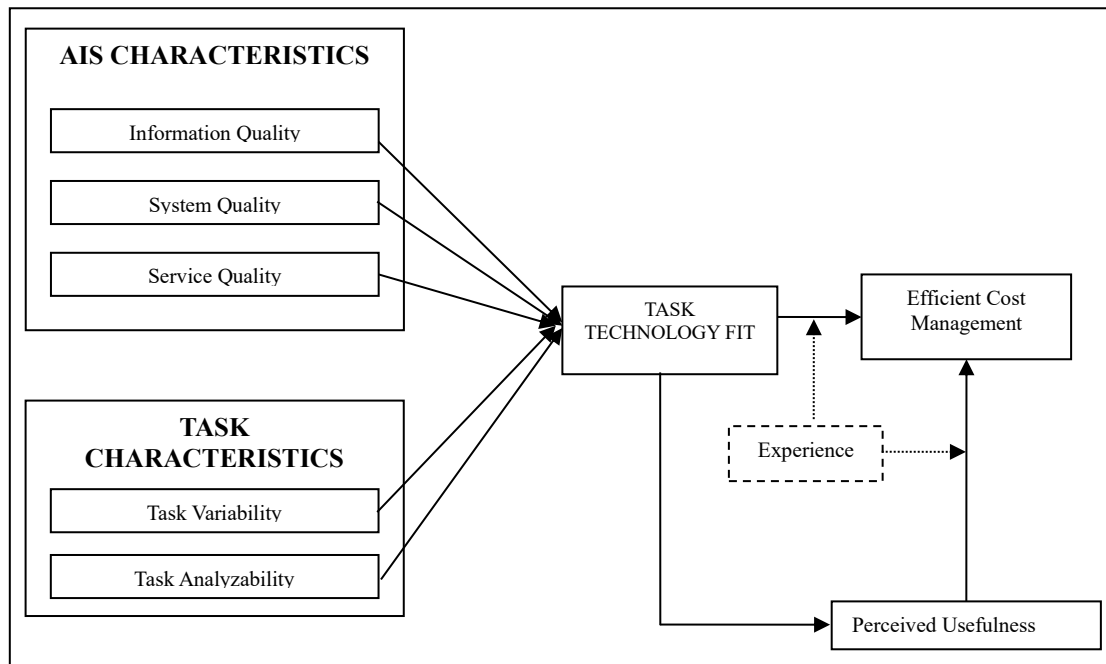 AIS CHARACTERISTICS
Information Quality
System Quality
Service Quality
TASK
CHARACTERISTICS
Task Variability
Task Analyzability
TASK
TECHNOLOGY FIT
Efficient Cost
Management
Experience
Perceived Usefulness